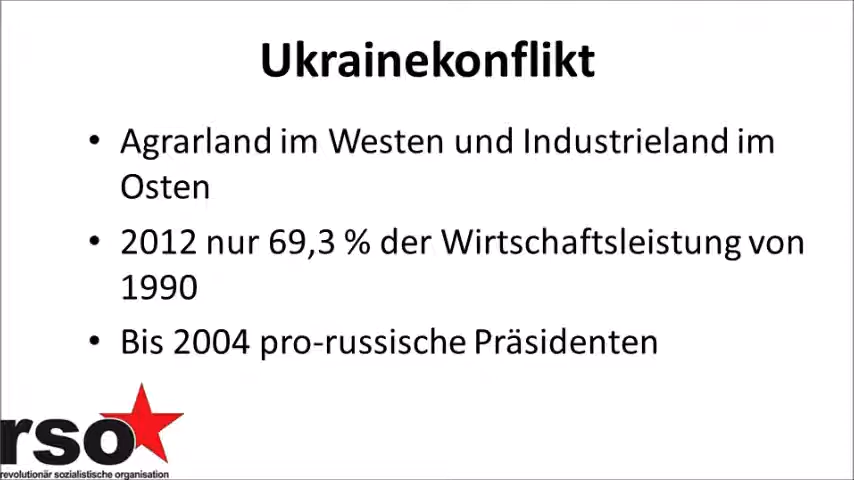 Ukrainekonflikt
• Agrarland im Westen und Industrieland im
Osten
• 2012 nur 69,3 % der Wirtschaftsleistung von
1990
• Bis 2004 pro-russische Präsidenten
rso
revolutionär sozialistische organisation